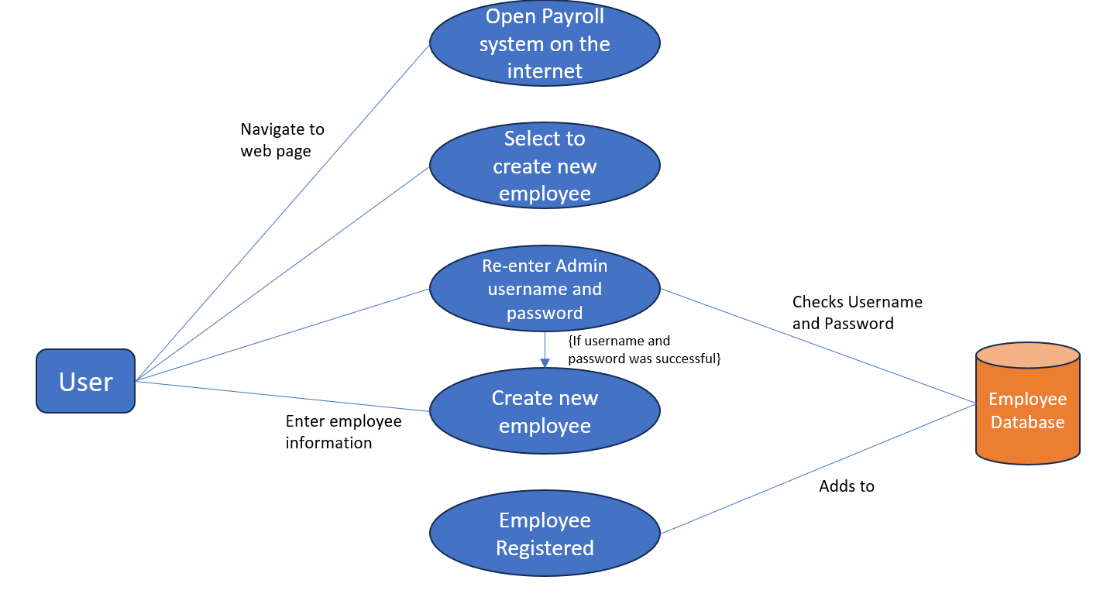 Open Payroll
system on the
internet
Navigate to
web page
Select to
create new
employee
Re-enter Admin
username and
password
Checks Username
and Password
{If username and
password was successful}
User
Create new
employee
Employee
Database
Enter employee
information
Adds to
Employee
Registered